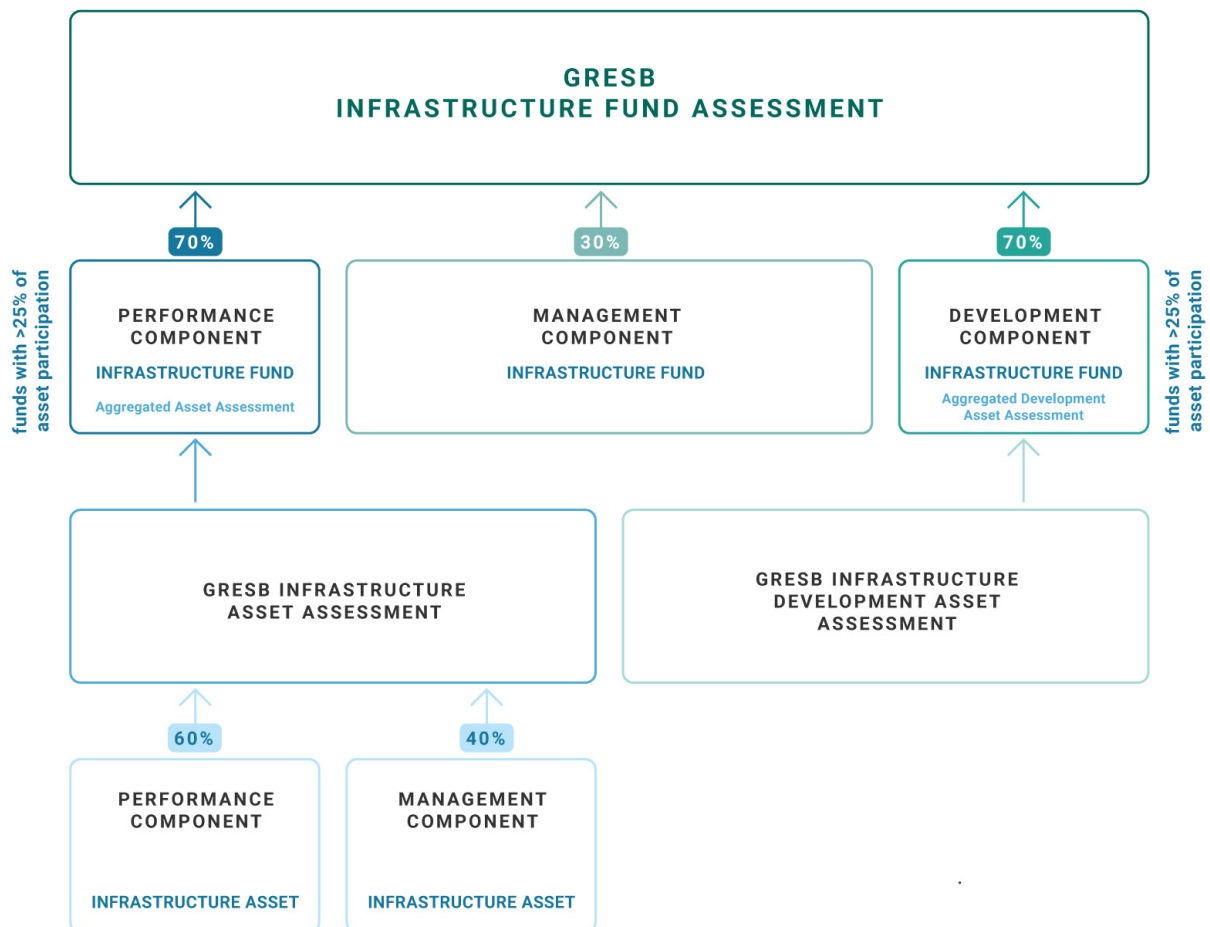 GRESB
INFRASTRUCTURE FUND ASSESSMENT
70%
30%
70%
funds with >25% of
asset participation
PERFORMANCE
COMPONENT
INFRASTRUCTURE FUND
Aggregated Asset Assessment
MANAGEMENT
COMPONENT
INFRASTRUCTURE FUND
DEVELOPMENT
COMPONENT
INFRASTRUCTURE FUND
Aggregated Development
Asset Assessment
funds with >25% of
asset participation
GRESB INFRASTRUCTURE
ASSET ASSESSMENT
GRESB INFRASTRUCTURE
DEVELOPMENT ASSET
ASSESSMENT
60%
40%
PERFORMANCE
COMPONENT
INFRASTRUCTURE ASSET
MANAGEMENT
COMPONENT
INFRASTRUCTURE ASSET